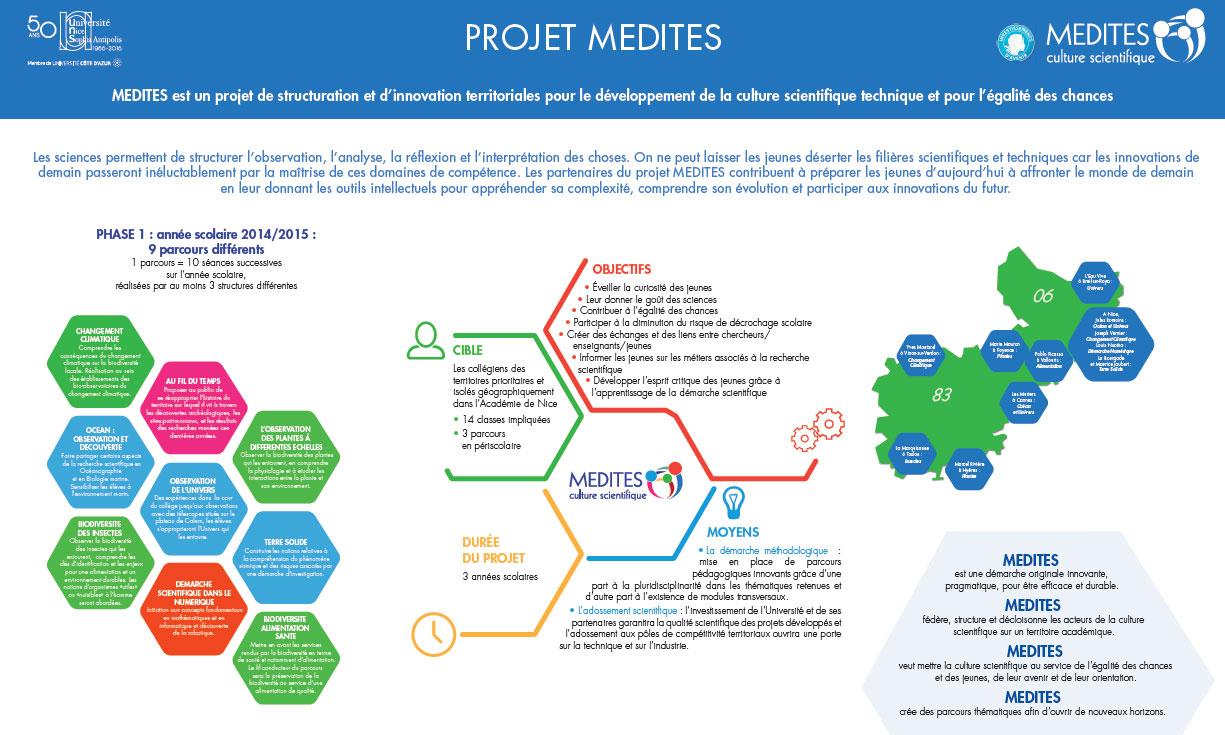 50
ANS
Université
Nice
Sophia Antipolis
1965-2015
Membre de UNIVERSITÉ CÔTE D'AZUR
PROJET MEDITES
INVESTISSEMENTS
D'AVENIR
MEDITES
culture scientifique
MEDITES est un projet de structuration et d'innovation territoriales pour le développement de la culture scientifique technique et pour l'égalité des chances
Les sciences permettent de structurer l'observation, l'analyse, la réflexion et l'interprétation des choses. On ne peut laisser les jeunes déserter les filières scientifiques et techniques car les innovations de
demain passeront inéluctablement par la maîtrise de ces domaines de compétence. Les partenaires du projet MEDITES contribuent à préparer les jeunes d'aujourd'hui à affronter le monde de demain
en leur donnant les outils intellectuels pour appréhender sa complexité, comprendre son évolution et participer aux innovations du futur.
PHASE 1 : année scolaire 2014/2015 :
9 parcours différents
1 parcours = 10 séances successives
sur l'année scolaire,
réalisées par au moins 3 structures différentes
CHANGEMENT
CLIMATIQUE
Comprendre les
conséquences du changement
climatique sur la biodiversité
locale. Réalisation au sein
des établissements des
bio-observatoires du
changement climatique.
AU FIL DU TEMPS
Proposer au public de
se réapproprier l'histoire du
territoire sur lequel il vit à travers
les découvertes archéologiques, les
sites patrimoniaux, et les résultats
des recherches menées ces
dernières années.
OCEAN :
OBSERVATION ET
DECOUVERTE
Faire partager certains aspects
de la recherche scientifique en
Océanographie
et en Biologie marine.
Sensibiliser les élèves à
l'environnement marin.
L'OBSERVATION
DES PLANTES À
DIFFERENTES ECHELLES
Observer la biodiversité des plantes
qui les entourent, en comprendre
la physiologie et à étudier les
interactions entre la plante et
son environnement.
OBSERVATION
DE L'UNIVERS
Des expériences dans la cour
du collège jusqu'aux observations
avec des télescopes située sur le
plateau de Calern, les élèves
s'approprieront l'Univers qui
les entoure.
BIODIVERSITE
DES INSECTES
Observer la biodiversité
des insectes qui les
entourent, comprendre les
clés d'identification et les enjeux
pour une alimentation et un
environnement durables. Les
notions d'organismes «utiles»
ou «nuisibles» à l'homme
seront abordées.
TERRE SOLIDE
Construire les notions relatives à
la compréhension du phénomène
sismique et des risques associés par
une démarche d'investigation.
DEMARCHE
SCIENTIFIQUE DANS LE
NUMERIQUE
Initiation aux concepts fondamentaux
en mathématiques et en
informatique et découverte
de la robotique.
BIODIVERSITE
ALIMENTATION
SANTE
Mettre en avant les services
rendus par la biodiversité en terme
de santé et notamment d'alimentation.
Le fil conducteur du parcours
sera la préservation de la
biodiversité au service d'une
alimentation de qualité.
CIBLE
Les collégiens des
territoires prioritaires et
isolés géographiquement
dans l'Académie de Nice
• 14 classes impliquées
• 3 parcours
en périscolaire
OBJECTIFS
• Éveiller la curiosité des jeunes
• Leur donner le goût des sciences
• Contribuer à l'égalité des chances
• Participer à la diminution du risque de décrochage scolaire
• Créer des échanges et des liens entre chercheurs/
enseignants/jeunes
• Informer les jeunes sur les métiers associés à la recherche
scientifique
• Développer l'esprit critique des jeunes grâce à
l'apprentissage de la démarche scientifique
MEDITES
culture scientifique
DURÉE
DU PROJET
3 années scolaires
MOYENS
• La démarche méthodologique :
mise en place de parcours
pédagogiques innovants grâce d'une
part à la pluridisciplinarité dans les thématiques retenues et
d'autre part à l'existence de modules transversaux.
• L'adossement scientifique : l'investissement de l'Université et de ses
partenaires garantira la qualité scientifique des projets développés et
l'adossement aux pôles de compétitivité territoriaux ouvrira une porte
sur la technique et sur l'industrie.
06
83
L'Eau Vive
à Breil-sur-Roya :
Univers
A Nice,
Jules Romains :
Océan et Univers
Joseph Vernier :
Changement Climatique
Louis Nucéra :
Démarche Numérique
La Bourgade
et Maurice Jaubert :
Terre Solide
Marie Mauron
à Fayence :
Plantes
Pablo Picasso
à Vallauris :
Alimentation
Yves Montand
à Vinon-sur-Verdon :
Changement
Climatique
Les Mûriers
à Cannes :
Océan
et Univers
La Marquisanne
à Toulon :
Insectes
Marcel Rivière
à Hyères :
Plantes
MEDITES
est une démarche originale innovante,
pragmatique, pour être efficace et durable.
MEDITES
fédère, structure et décloisonne les acteurs de la culture
scientifique sur un territoire académique.
MEDITES
veut mettre la culture scientifique au service de l'égalité des chances
et des jeunes, de leur avenir et de leur orientation.
MEDITES
crée des parcours thématiques afin d'ouvrir de nouveaux horizons.